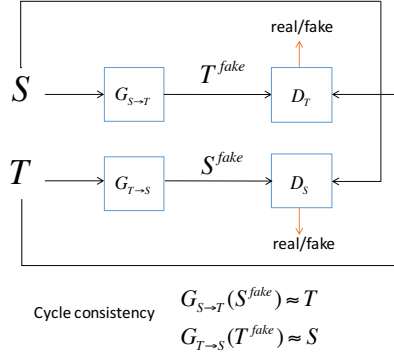 real/fake
S G_{S→T} T^{fake} D_T
T G_{T→S} S^{fake} D_S
real/fake
Cycle consistency G_{S→T}(S^{fake}) ≈ T
G_{T→S}(T^{fake}) ≈ S